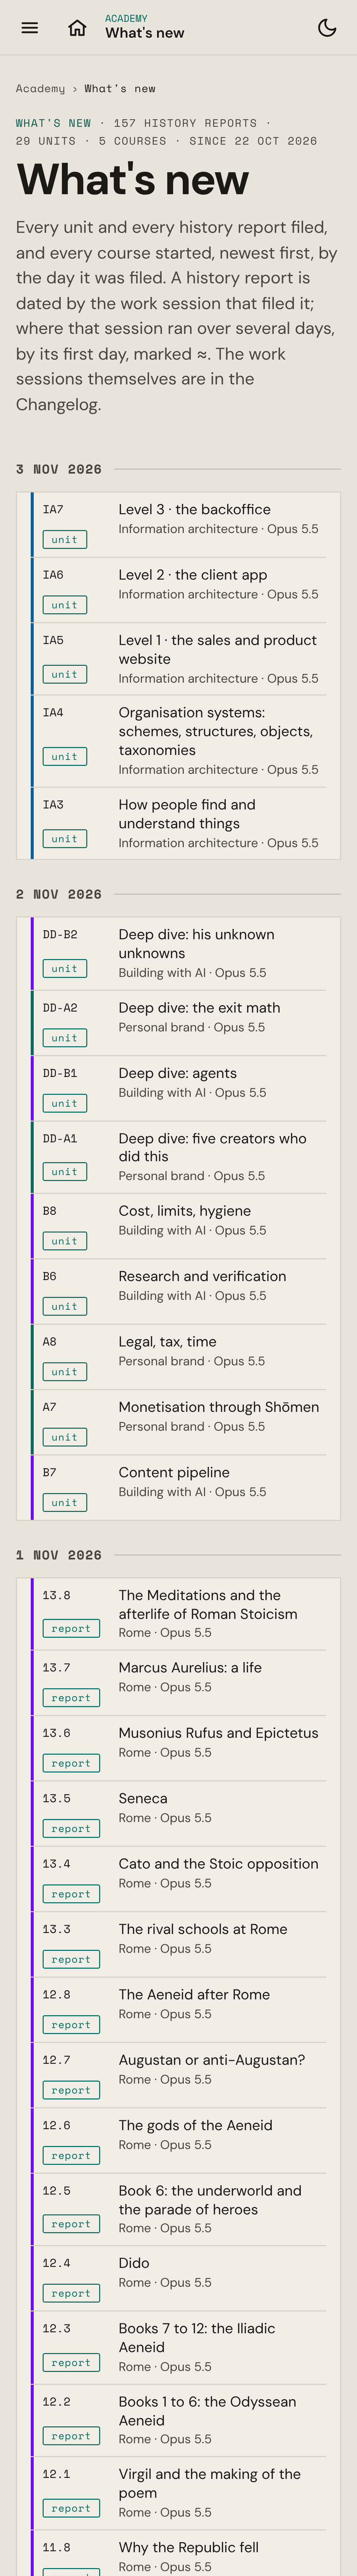 ACADEMY
What's new
Academy › What's new
WHAT'S NEW · 157 HISTORY REPORTS ·
29 UNITS · 5 COURSES · SINCE 22 OCT 2026
What's new
Every unit and every history report filed,
and every course started, newest first, by
the day it was filed. A history report is
dated by the work session that filed it;
where that session ran over several days,
by its first day, marked ≈. The work
sessions themselves are in the
Changelog.
3 NOV 2026
IA7
Level 3 · the backoffice
Information architecture · Opus 5.5
unit
IA6
Level 2 · the client app
Information architecture · Opus 5.5
unit
IA5
Level 1 · the sales and product
website
Information architecture · Opus 5.5
unit
IA4
Organisation systems:
schemes, structures, objects,
taxonomies
Information architecture · Opus 5.5
unit
IA3
How people find and
understand things
Information architecture · Opus 5.5
unit
2 NOV 2026
DD-B2
Deep dive: his unknown
unknowns
Building with AI · Opus 5.5
unit
DD-A2
Deep dive: the exit math
Personal brand · Opus 5.5
unit
DD-B1
Deep dive: agents
Building with AI · Opus 5.5
unit
DD-A1
Deep dive: five creators who
did this
Personal brand · Opus 5.5
unit
B8
Cost, limits, hygiene
Building with AI · Opus 5.5
unit
B6
Research and verification
Building with AI · Opus 5.5
unit
A8
Legal, tax, time
Personal brand · Opus 5.5
unit
A7
Monetisation through Shōmen
Personal brand · Opus 5.5
unit
B7
Content pipeline
Building with AI · Opus 5.5
unit
1 NOV 2026
13.8
The Meditations and the
afterlife of Roman Stoicism
Rome · Opus 5.5
report
13.7
Marcus Aurelius: a life
Rome · Opus 5.5
report
13.6
Musonius Rufus and Epictetus
Rome · Opus 5.5
report
13.5
Seneca
Rome · Opus 5.5
report
13.4
Cato and the Stoic opposition
Rome · Opus 5.5
report
13.3
The rival schools at Rome
Rome · Opus 5.5
report
12.8
The Aeneid after Rome
Rome · Opus 5.5
report
12.7
Augustan or anti-Augustan?
Rome · Opus 5.5
report
12.6
The gods of the Aeneid
Rome · Opus 5.5
report
12.5
Book 6: the underworld and
the parade of heroes
Rome · Opus 5.5
report
12.4
Dido
Rome · Opus 5.5
report
12.3
Books 7 to 12: the Iliadic
Aeneid
Rome · Opus 5.5
report
12.2
Books 1 to 6: the Odyssean
Aeneid
Rome · Opus 5.5
report
12.1
Virgil and the making of the
poem
Rome · Opus 5.5
report
11.8
Why the Republic fell
Rome · Opus 5.5